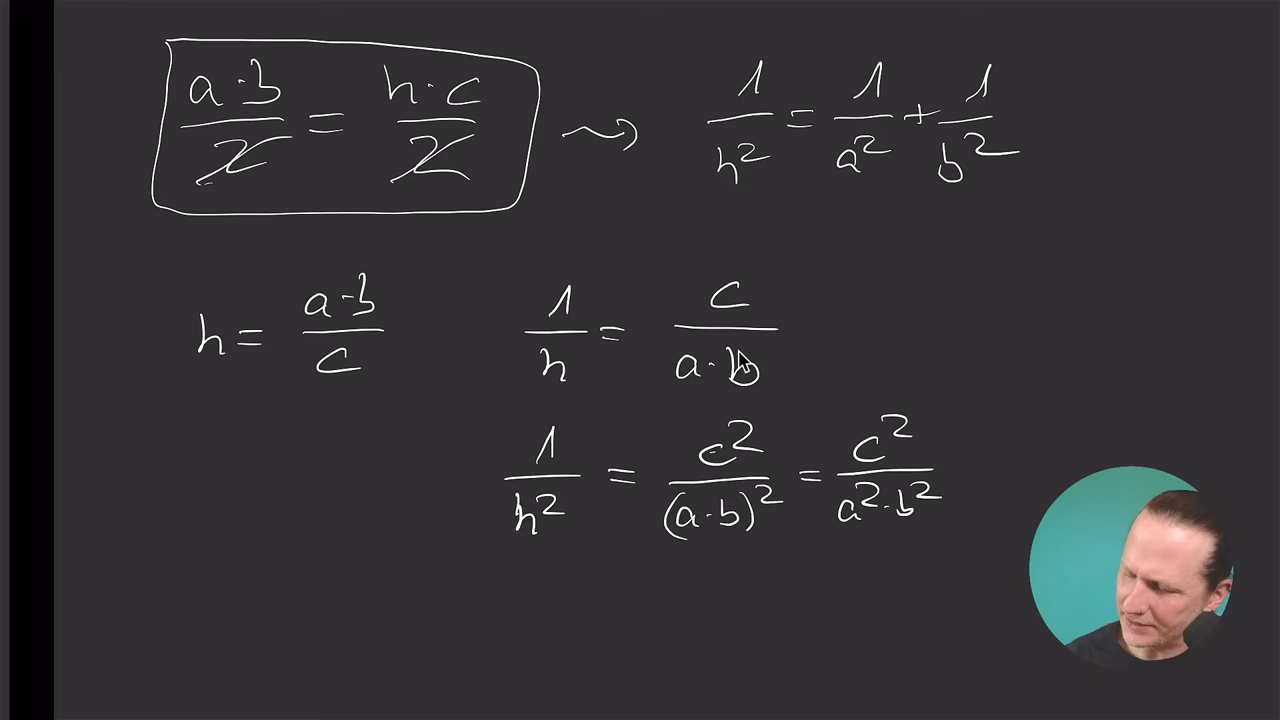 a·b/2 = h·c/2 ⇝ 1/h² = 1/a² + 1/b²
h = a·b/c 1/h = c/a·b
1/h² = c²/(a·b)² = c²/a²·b²